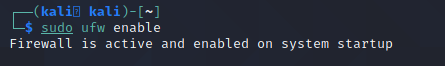 ┌──(kali㉿ kali)-[~]
└─$ sudo ufw enable
Firewall is active and enabled on system startup